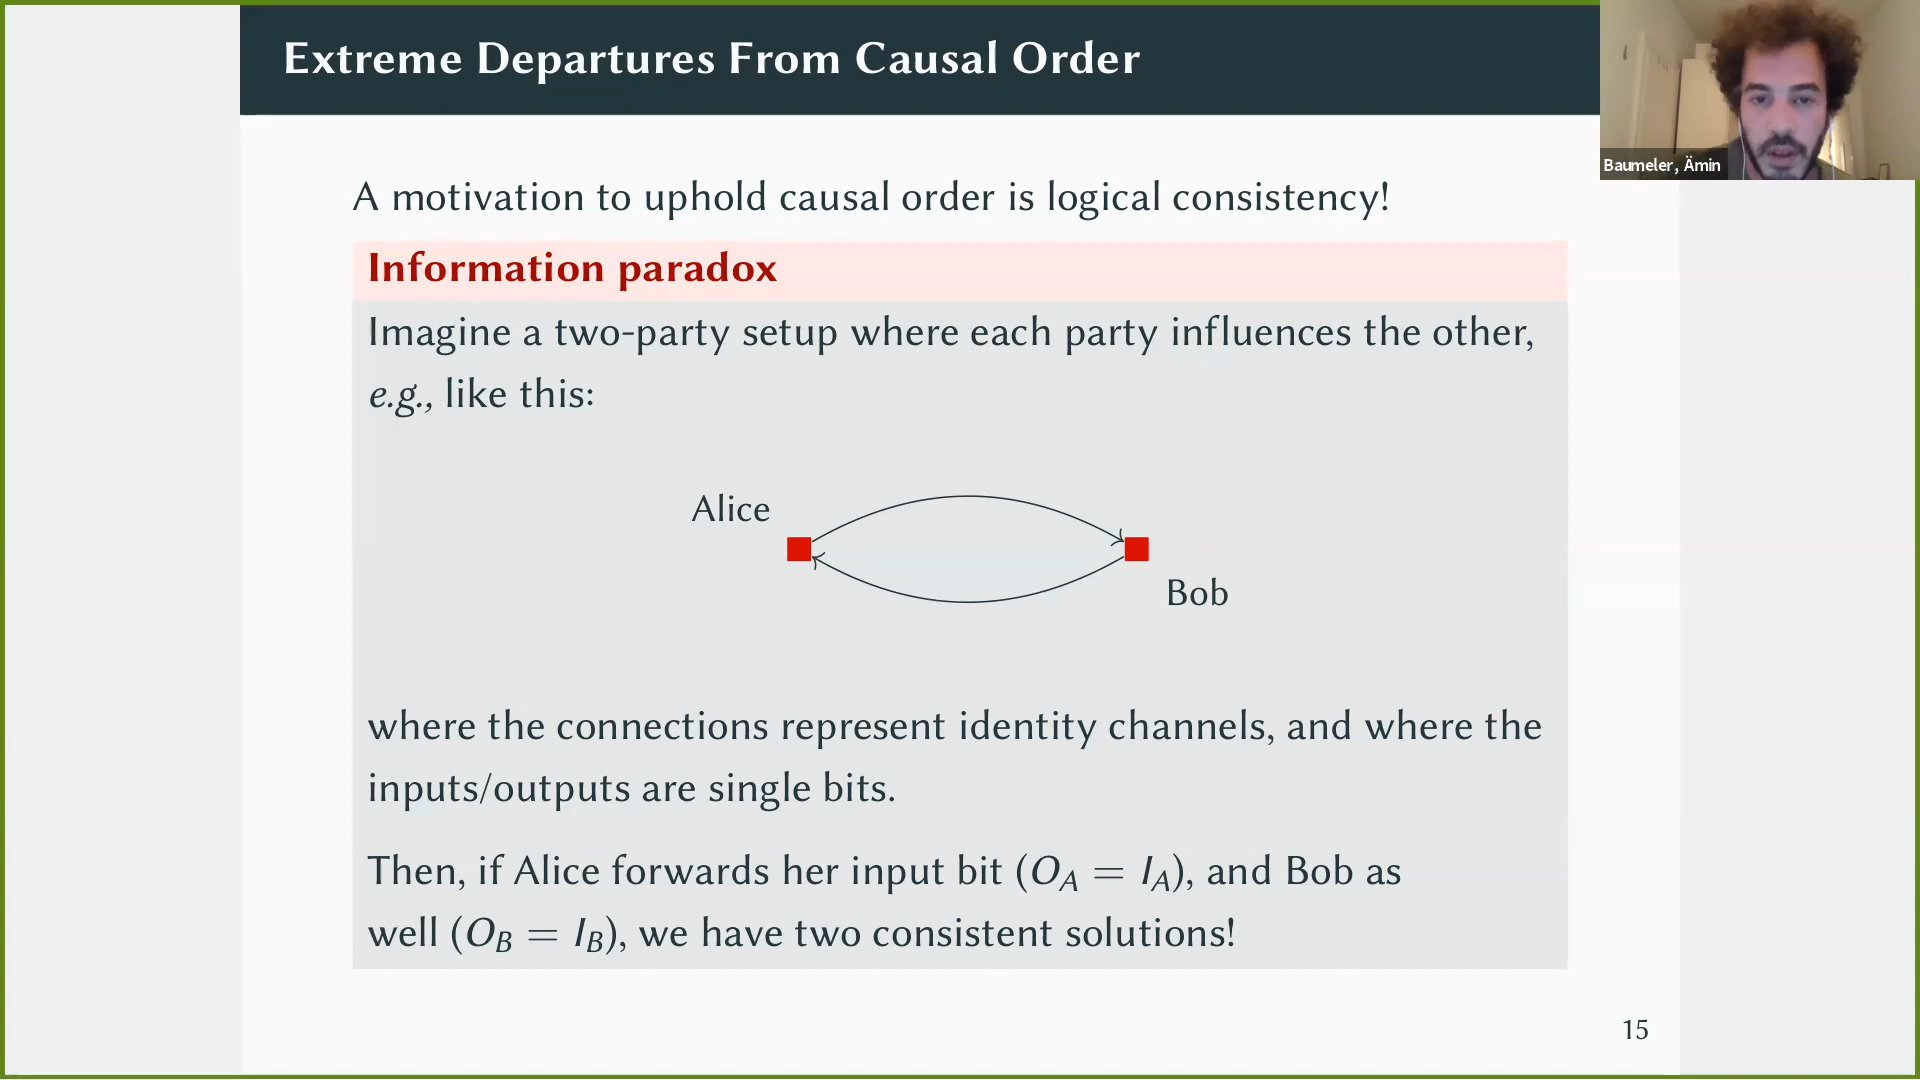 Extreme Departures From Causal Order
Baumeler, Ämin
A motivation to uphold causal order is logical consistency!
Information paradox
Imagine a two-party setup where each party influences the other,
e.g., like this:
Alice
Bob
where the connections represent identity channels, and where the
inputs/outputs are single bits.
Then, if Alice forwards her input bit (O_A = I_A), and Bob as
well (O_B = I_B), we have two consistent solutions!
15